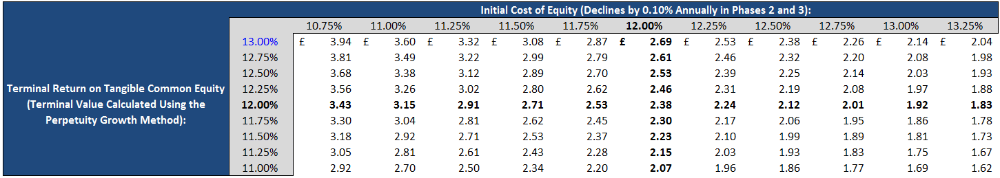 Initial Cost of Equity (Declines by 0.10% Annually in Phases 2 and 3):
10.75% 11.00% 11.25% 11.50% 11.75% 12.00% 12.25% 12.50% 12.75% 13.00% 13.25%
Terminal Return on Tangible Common Equity
(Terminal Value Calculated Using the
Perpetuity Growth Method):
13.00% £ 3.94 £ 3.60 £ 3.32 £ 3.08 £ 2.87 £ 2.69 £ 2.53 £ 2.38 £ 2.26 £ 2.14 £ 2.04
12.75% 3.81 3.49 3.22 2.99 2.79 2.61 2.46 2.32 2.20 2.08 1.98
12.50% 3.68 3.38 3.12 2.89 2.70 2.53 2.39 2.25 2.14 2.03 1.93
12.25% 3.56 3.26 3.02 2.80 2.62 2.46 2.31 2.19 2.08 1.97 1.88
12.00% 3.43 3.15 2.91 2.71 2.53 2.38 2.24 2.12 2.01 1.92 1.83
11.75% 3.30 3.04 2.81 2.62 2.45 2.30 2.17 2.06 1.95 1.86 1.78
11.50% 3.18 2.92 2.71 2.53 2.37 2.23 2.10 1.99 1.89 1.81 1.73
11.25% 3.05 2.81 2.61 2.43 2.28 2.15 2.03 1.93 1.83 1.75 1.67
11.00% 2.92 2.70 2.50 2.34 2.20 2.07 1.96 1.86 1.77 1.69 1.62